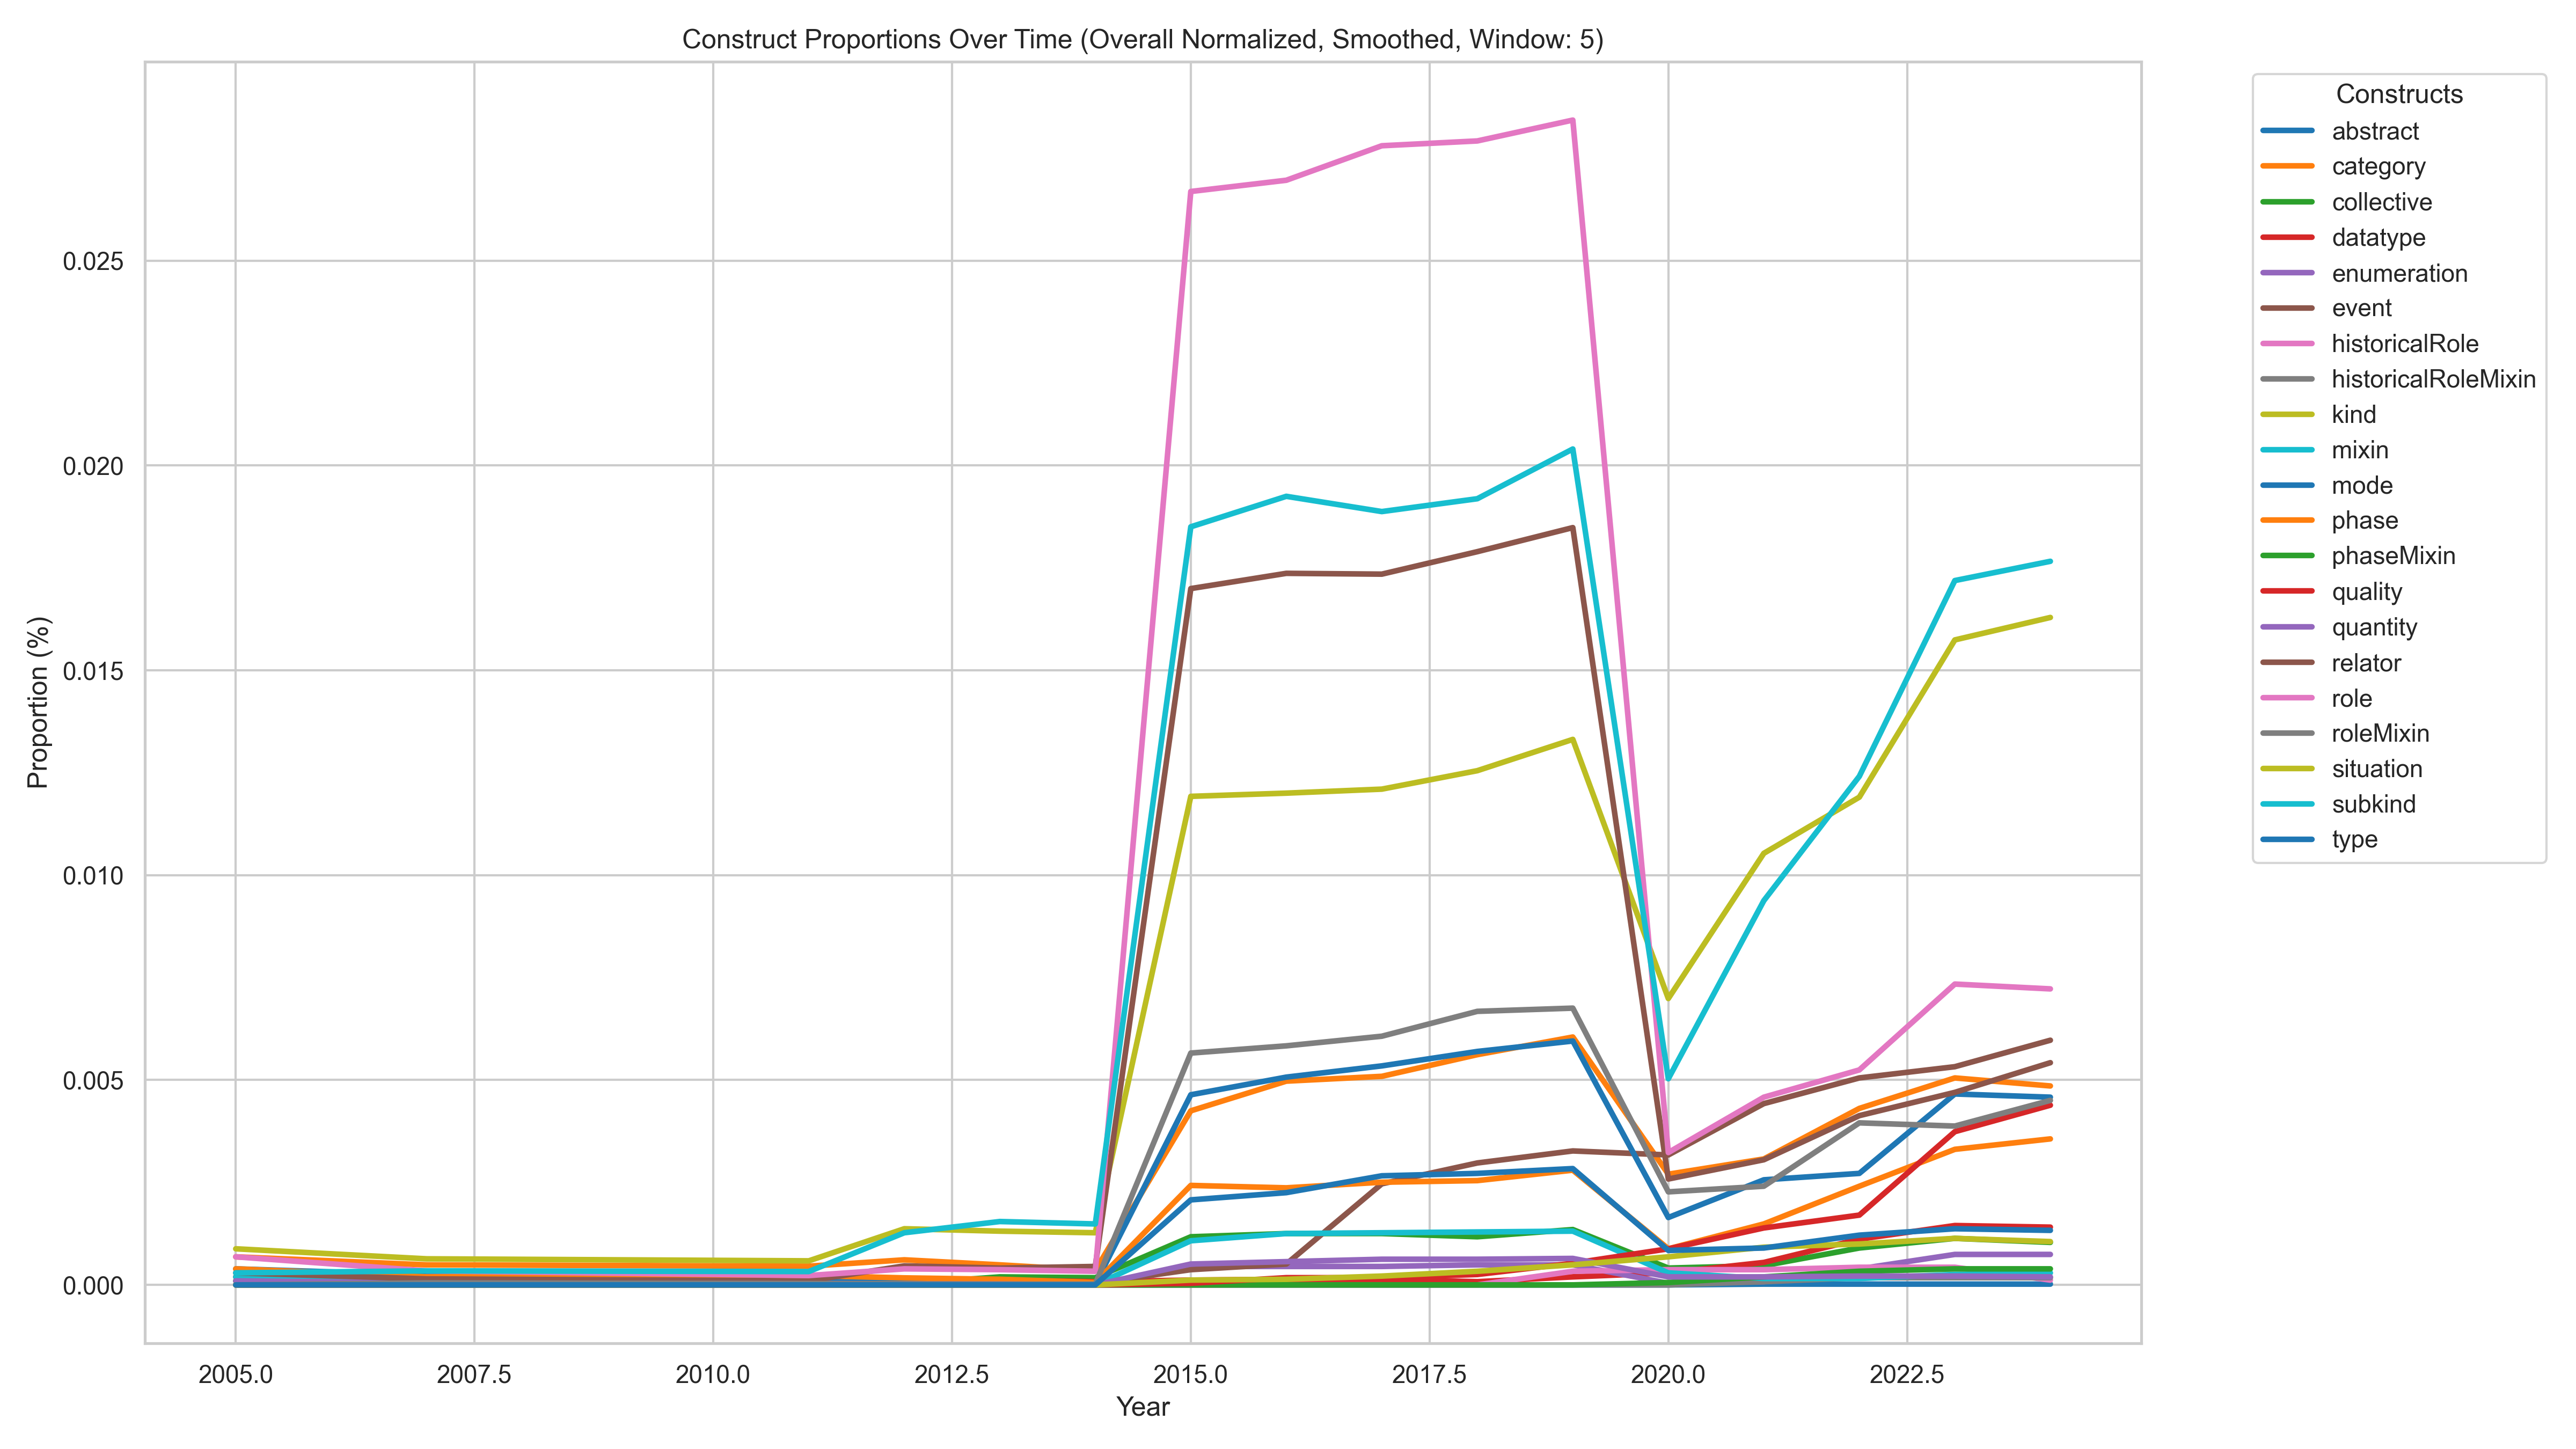 Construct Proportions Over Time (Overall Normalized, Smoothed, Window: 5)
Constructs
abstract
category
collective
datatype
enumeration
event
historicalRole
historicalRoleMixin
kind
mixin
mode
phase
phaseMixin
quality
quantity
relator
role
roleMixin
situation
subkind
type
Proportion (%)
0.025
0.020
0.015
0.010
0.005
0.000
2005.0
2007.5
2010.0
2012.5
2015.0
2017.5
2020.0
2022.5
Year